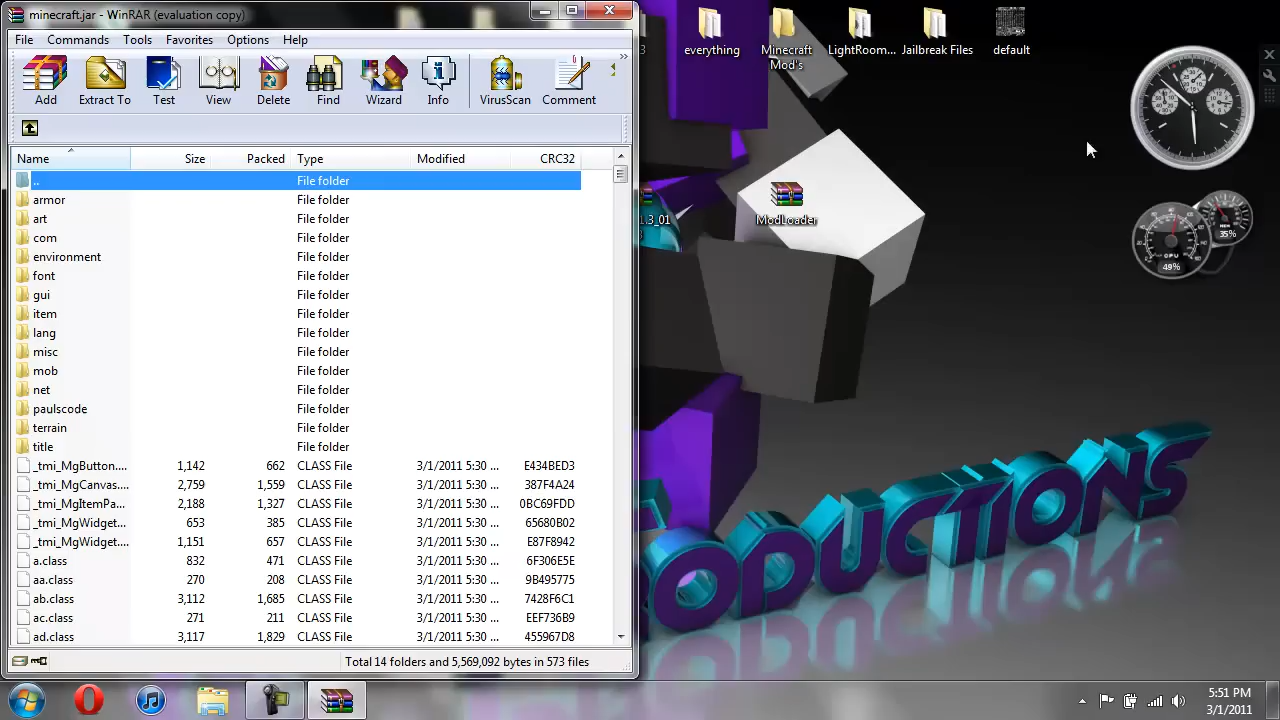 minecraft.jar - WinRAR (evaluation copy)
File Commands Tools Favorites Options Help
Add Extract To Test View Delete Find Wizard Info VirusScan Comment
Name Size Packed Type Modified CRC32
.. File folder
armor File folder
art File folder
com File folder
environment File folder
font File folder
gui File folder
item File folder
lang File folder
misc File folder
mob File folder
net File folder
paulscode File folder
terrain File folder
title File folder
_tmi_MgButton.... 1,142 662 CLASS File 3/1/2011 5:30 ... E434BED3
_tmi_MgCanvas.... 2,759 1,559 CLASS File 3/1/2011 5:30 ... 387F4A24
_tmi_MgItemPa... 2,188 1,327 CLASS File 3/1/2011 5:30 ... 0BC69FDD
_tmi_MgWidget... 653 385 CLASS File 3/1/2011 5:30 ... 65680B02
_tmi_MgWidget... 1,151 657 CLASS File 3/1/2011 5:30 ... E87F8942
a.class 832 471 CLASS File 3/1/2011 5:30 ... 6F306E5E
aa.class 270 208 CLASS File 3/1/2011 5:30 ... 9B495775
ab.class 3,112 1,685 CLASS File 3/1/2011 5:30 ... 7428F6C1
ac.class 271 211 CLASS File 3/1/2011 5:30 ... EEF736B9
ad.class 3,117 1,829 CLASS File 3/1/2011 5:30 ... 455967D8
Total 14 folders and 5,569,092 bytes in 573 files
everything
Minecraft
Mod's
LightRoom...
Jailbreak Files
default
1.3_01
ModLoader
MEM
35%
CPU
49%
ODUCTIONS
5:51 PM
3/1/2011